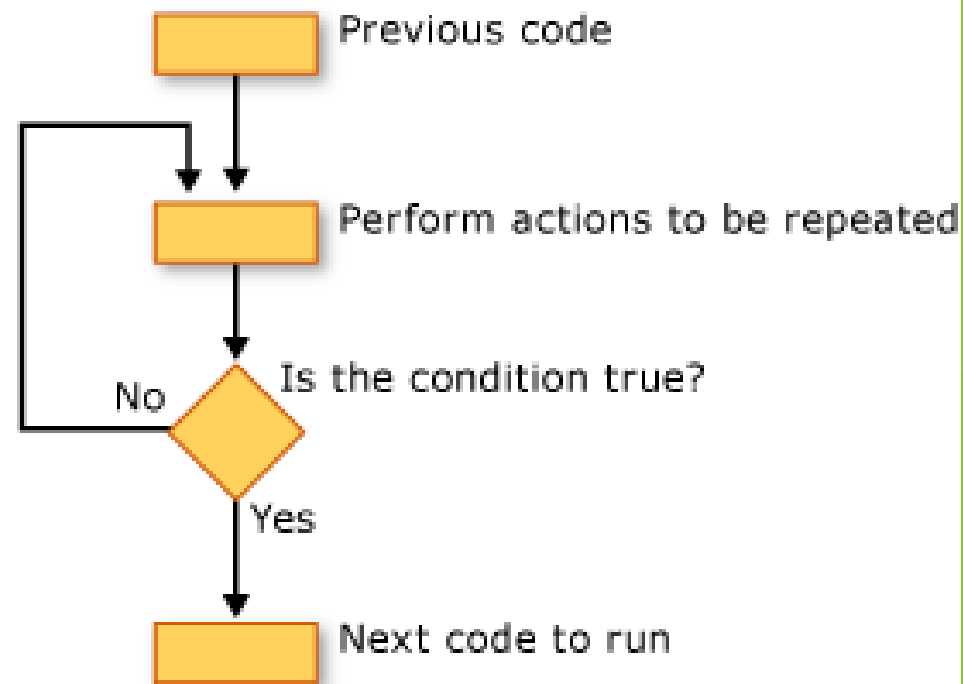 Previous code
Perform actions to be repeated
Is the condition true?
No
Yes
Next code to run